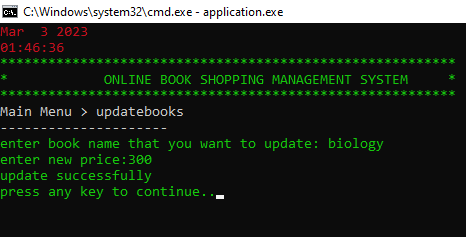 C:\Windows\system32\cmd.exe - application.exe
Mar  3 2023
01:46:36
*********************************************************
*            ONLINE BOOK SHOPPING MANAGEMENT SYSTEM     *
*********************************************************
Main Menu > updatebooks
---------------------
enter book name that you want to update: biology
enter new price:300
update successfully
press any key to continue..